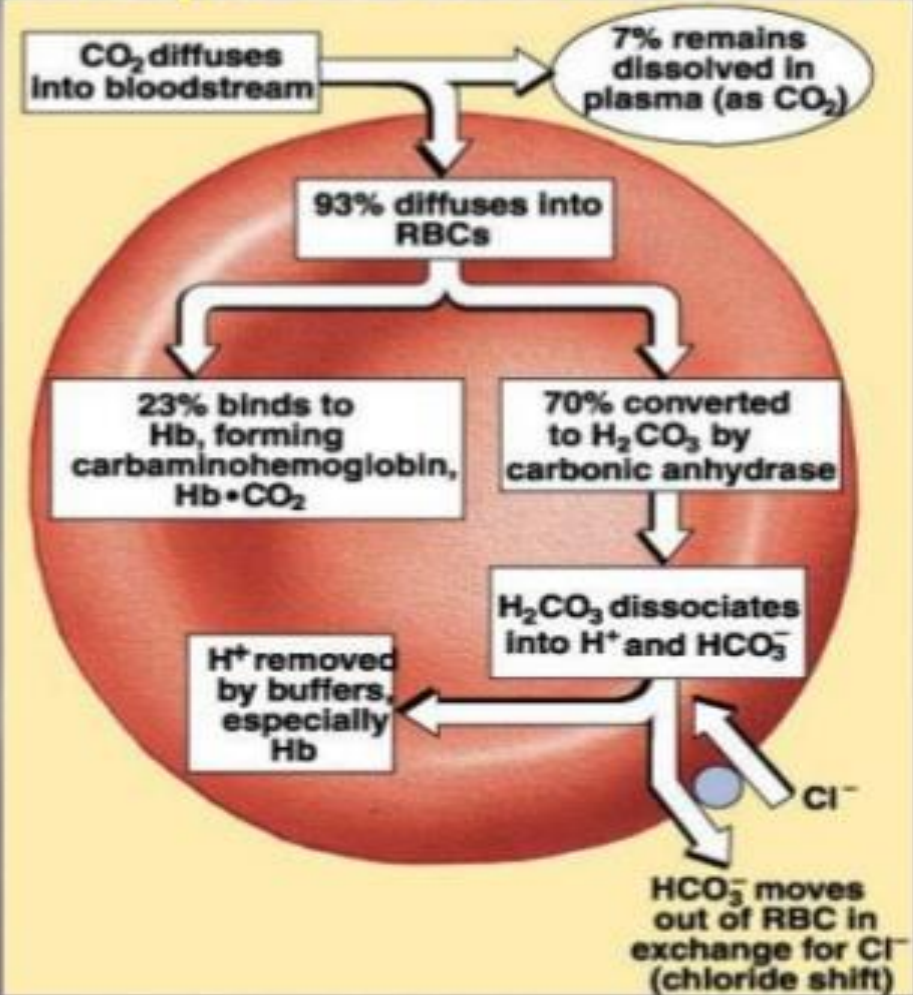 CO₂ diffuses
into bloodstream
7% remains
dissolved in
plasma (as CO₂)
93% diffuses into
RBCs
23% binds to
Hb, forming
carbaminohemoglobin,
Hb•CO₂
70% converted
to H₂CO₃ by
carbonic anhydrase
H₂CO₃ dissociates
into H⁺ and HCO₃⁻
H⁺ removed
by buffers,
especially
Hb
Cl⁻
HCO₃⁻ moves
out of RBC in
exchange for Cl⁻
(chloride shift)